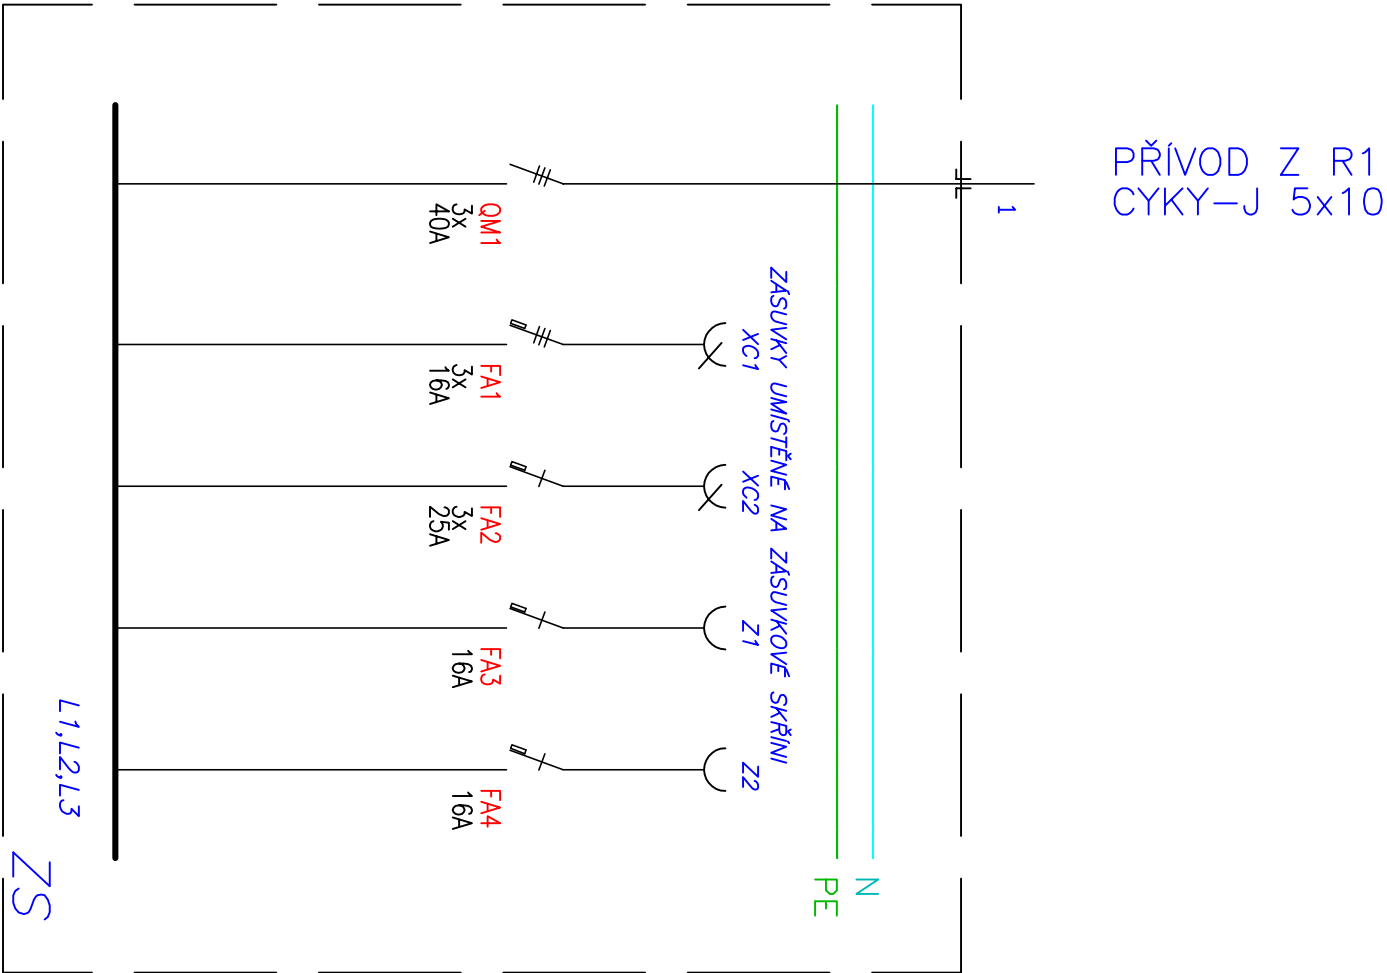 PŘÍVOD Z R1
CYKY-J 5x10
1
N
PE
ZÁSUVKY UMÍSTĚNÉ NA ZÁSUVKOVÉ SKŘÍNI
XC1
XC2
Z1
Z2
QM1
3x
40A
FA1
3x
16A
FA2
3x
25A
FA3
16A
FA4
16A
L1,L2,L3
ZS